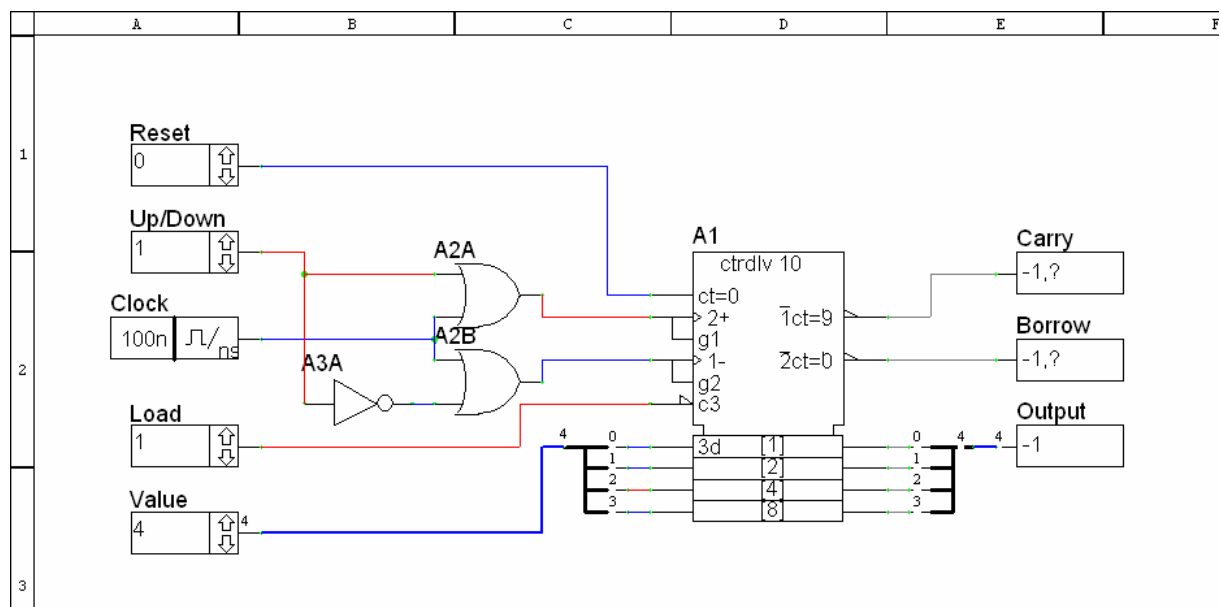 A B C D E F
1
2
3
Reset
0
Up/Down
1
Clock
100n /ns
Load
1
Value
4
4
A3A
A2A
A2B
A1
ctrdlv 10
ct=0
2+
g1
1-
g2
c3
1ct=9
2ct=0
3d [1]
[2]
[4]
[8]
4
0
1
2
3
0
1
2
3
4 4
Carry
-1,?
Borrow
-1,?
Output
-1